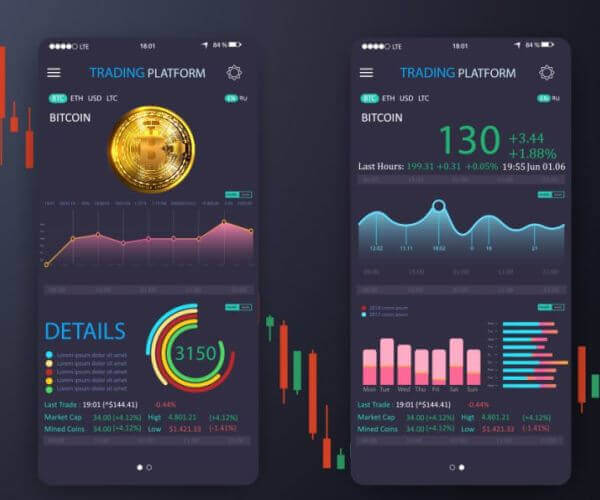 LTE 18:01 84 %
TRADING PLATFORM
BTC ETH USD LTC EN RU
BITCOIN
DETAILS
Lorem ipsum dolor sit amet
Lorem ipsum dolor sit amet
Lorem ipsum dolor sit amet
Lorem ipsum dolor sit amet
Lorem ipsum dolor sit amet
3150
Last Trade : 19:01 (^$144.41) -0.44%
Market Cap 34.00 (+4.12%) Higt 4.801.21 (+4.12%)
Mined Coins 34.00 (+4.12%) Low $1.421.33 (-1.41%)
LTE 18:01 84 %
TRADING PLATFORM
BTC ETH USD LTC EN RU
BITCOIN
130 +3.44
+1.88%
Last Hours: 199.31 +0.31 +0.05% 19:55 Jun 01.06
12.02 11.11 18.02 0 16 21
Mon Tue Wed Thu Fri Sat Sun
Last Trade : 19:01 (^$144.41) -0.44%
Market Cap 34.00 (+4.12%) Higt 4.801.21 (+4.12%)
Mined Coins 34.00 (+4.12%) Low $1.421.33 (-1.41%)